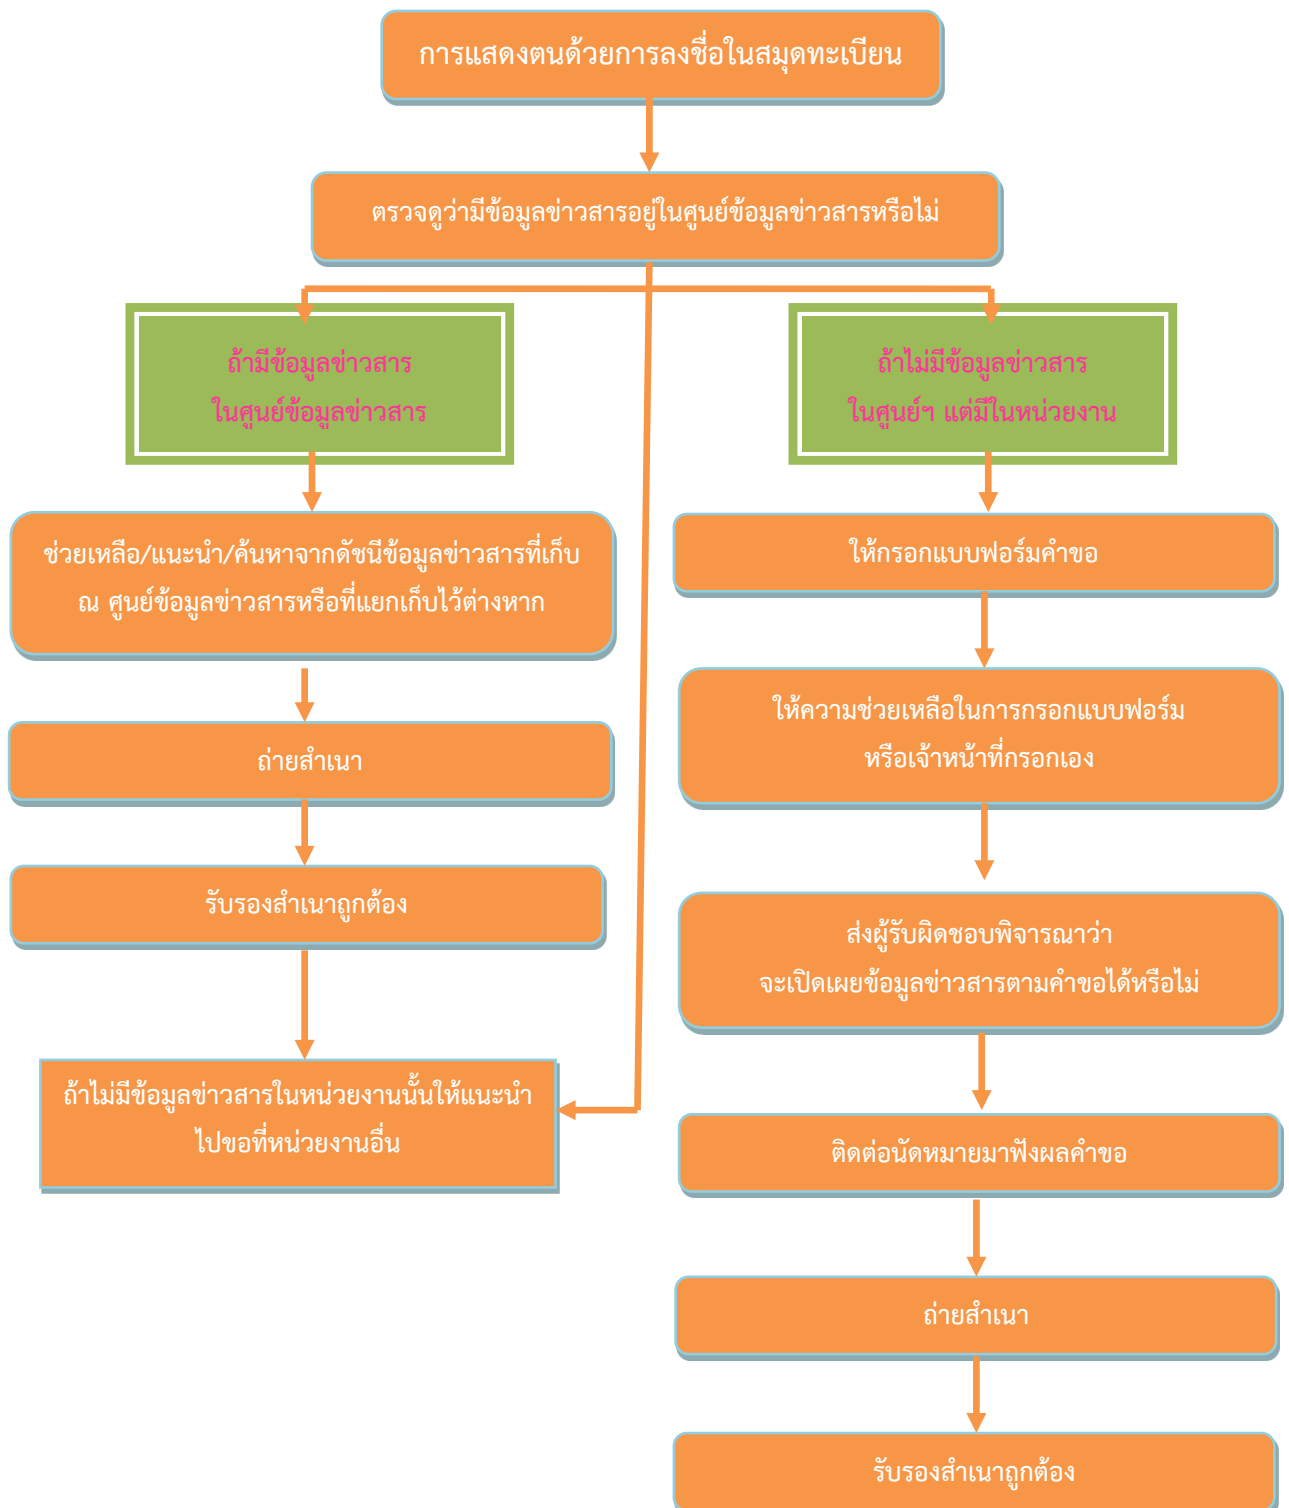 การแสดงตนด้วยการลงชื่อในสมุดทะเบียน
ตรวจดูว่ามีข้อมูลข่าวสารอยู่ในศูนย์ข้อมูลข่าวสารหรือไม่
ถ้ามีข้อมูลข่าวสาร
ในศูนย์ข้อมูลข่าวสาร
ช่วยเหลือ/แนะนำ/ค้นหาจากดัชนีข้อมูลข่าวสารที่เก็บ
ณ ศูนย์ข้อมูลข่าวสารหรือที่แยกเก็บไว้ต่างหาก
ถ่ายสำเนา
รับรองสำเนาถูกต้อง
ถ้าไม่มีข้อมูลข่าวสารในหน่วยงานนั้นให้แนะนำ
ไปขอที่หน่วยงานอื่น
ถ้าไม่มีข้อมูลข่าวสาร
ในศูนย์ฯ แต่มีในหน่วยงาน
ให้กรอกแบบฟอร์มคำขอ
ให้ความช่วยเหลือในการกรอกแบบฟอร์ม
หรือเจ้าหน้าที่กรอกเอง
ส่งผู้รับผิดชอบพิจารณาว่า
จะเปิดเผยข้อมูลข่าวสารตามคำขอได้หรือไม่
ติดต่อนัดหมายมาฟังผลคำขอ
ถ่ายสำเนา
รับรองสำเนาถูกต้อง